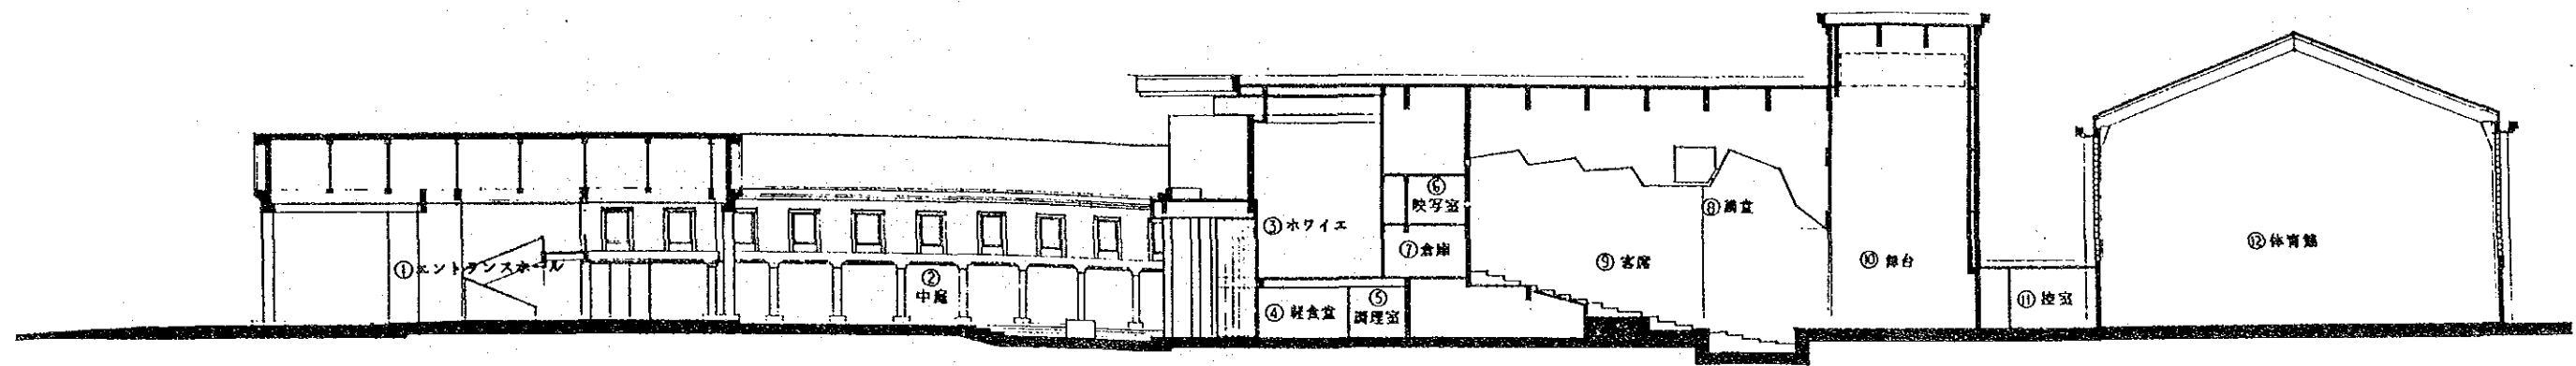 ①エントランスホール
②
中庭
③ホワイエ
④軽食堂
⑤
調理室
⑥
映写室
⑦倉庫
⑧講堂
⑨客席
⑩舞台
⑪控室
⑫体育館